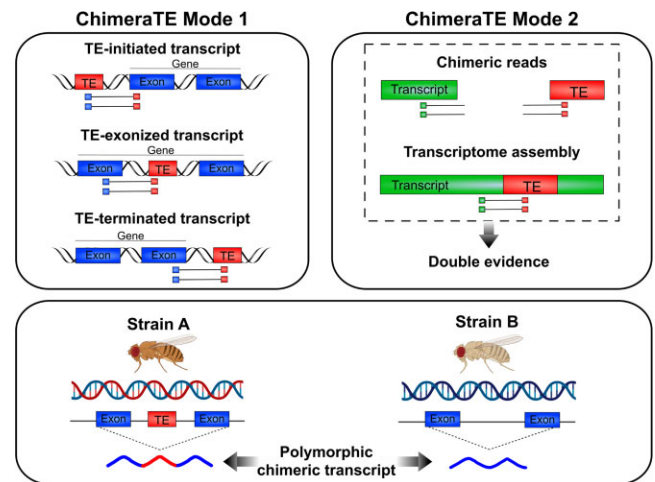 ChimeraTE Mode 1
TE-initiated transcript
Gene
TE
Exon
Exon
TE-exonized transcript
Gene
Exon
TE
Exon
TE-terminated transcript
Gene
Exon
Exon
TE
ChimeraTE Mode 2
Chimeric reads
Transcript
TE
Transcriptome assembly
Transcript
TE
Double evidence
Strain A
Exon
TE
Exon
Strain B
Exon
Exon
Polymorphic
chimeric transcript